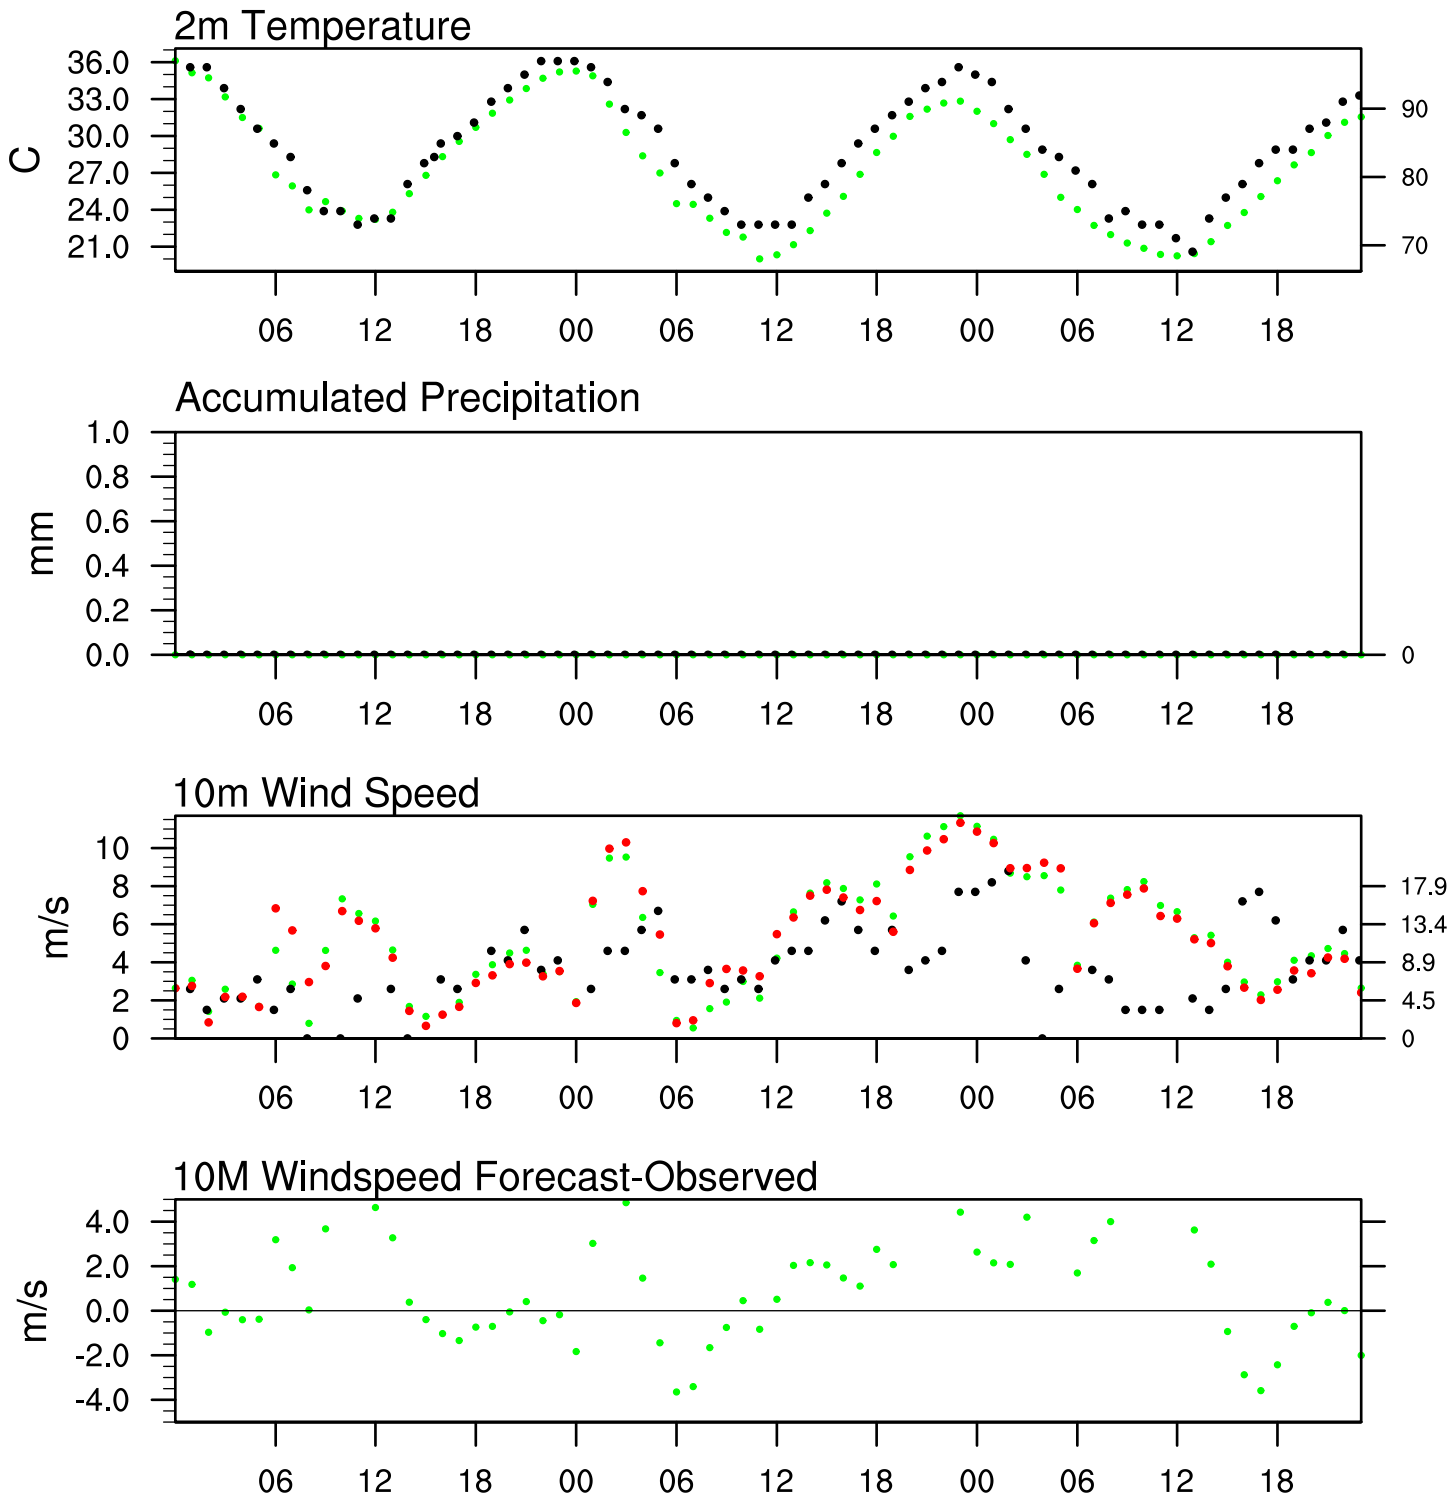 2m Temperature
36.0
33.0
30.0
27.0
24.0
21.0
C
90
80
70
06 12 18 00 06 12 18 00 06 12 18
Accumulated Precipitation
1.0
0.8
0.6
0.4
0.2
0.0
mm
0
06 12 18 00 06 12 18 00 06 12 18
10m Wind Speed
10
8
6
4
2
0
m/s
17.9
13.4
8.9
4.5
0
06 12 18 00 06 12 18 00 06 12 18
10M Windspeed Forecast-Observed
4.0
2.0
0.0
-2.0
-4.0
m/s
06 12 18 00 06 12 18 00 06 12 18